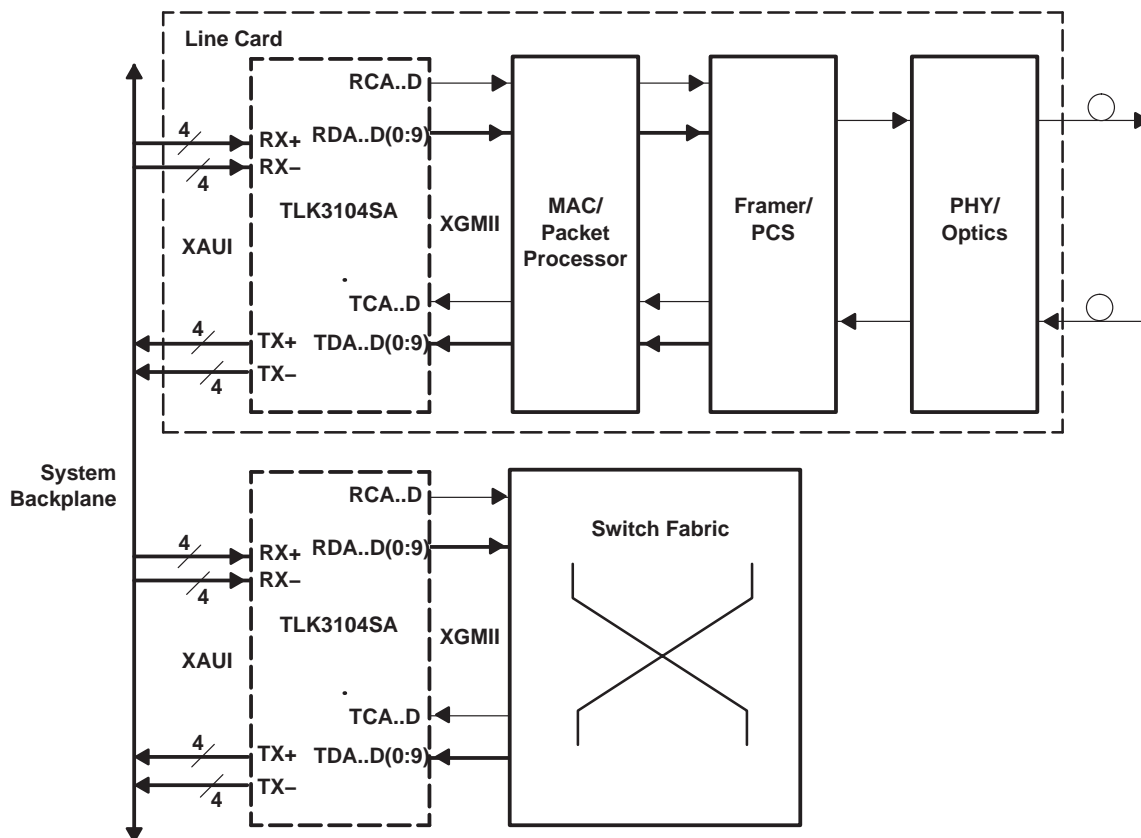 Line Card
RCA..D
4
RX+
RDA..D(0:9)
RX–
4
TLK3104SA
XGMII
MAC/
Packet
Processor
Framer/
PCS
PHY/
Optics
XAUI
TCA..D
4
TX+
TDA..D(0:9)
TX–
4
System
Backplane
RCA..D
Switch Fabric
4
RX+
RDA..D(0:9)
RX–
4
TLK3104SA
XGMII
XAUI
TCA..D
4
TX+
TDA..D(0:9)
TX–
4